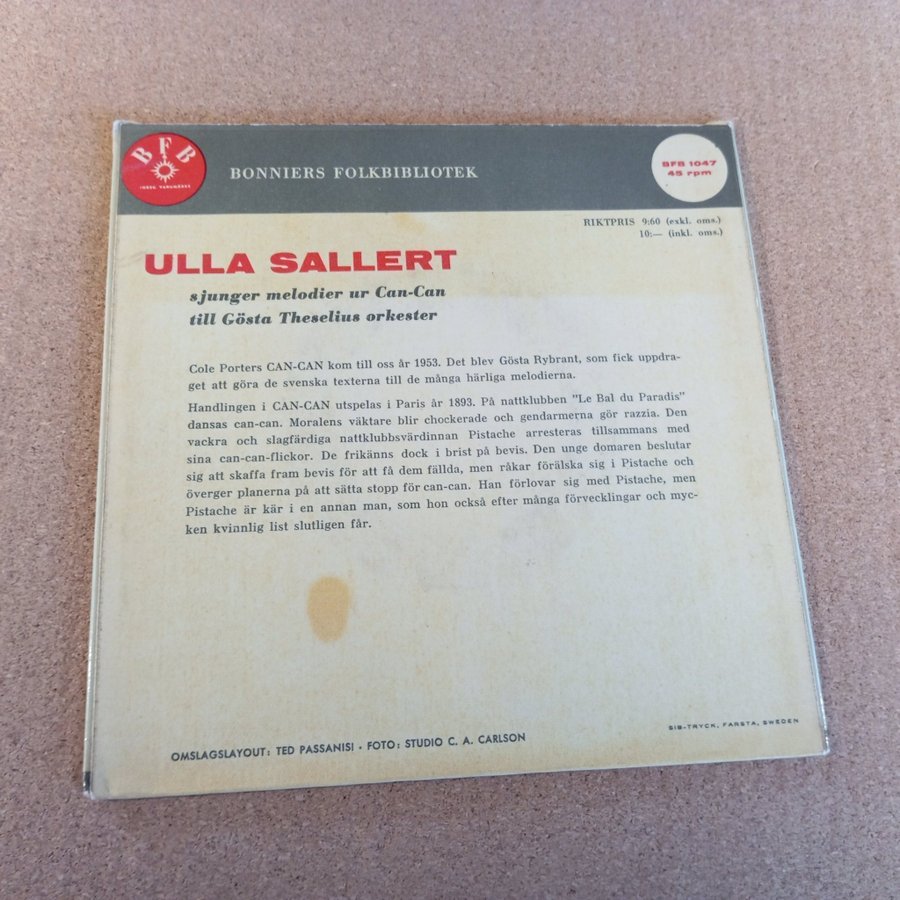 BFB
INREG. VARUMÄRKE
BONNIERS FOLKBIBLIOTEK
BFB 1047
45 rpm
RIKTPRIS 9:60 (exkl. oms.)
10:— (inkl. oms.)
ULLA SALLERT
sjunger melodier ur Can-Can
till Gösta Theselius orkester
Cole Porters CAN-CAN kom till oss år 1953. Det blev Gösta Rybrant, som fick uppdra-
get att göra de svenska texterna till de många härliga melodierna.
Handlingen i CAN-CAN utspelas i Paris år 1893. På nattklubben "Le Bal du Paradis"
dansas can-can. Moralens väktare blir chockerade och gendarmerna gör razzia. Den
vackra och slagfärdiga nattklubbsvärdinnan Pistache arresteras tillsammans med
sina can-can-flickor. De frikänns dock i brist på bevis. Den unge domaren beslutar
sig att skaffa fram bevis för att få dem fällda, men råkar förälska sig i Pistache och
överger planerna på att sätta stopp för can-can. Han förlovar sig med Pistache, men
Pistache är kär i en annan man, som hon också efter många förvecklingar och myc-
ken kvinnlig list slutligen får.
SIB-TRYCK, FARSTA, SWEDEN
OMSLAGSLAYOUT: TED PASSANISI · FOTO: STUDIO C. A. CARLSON